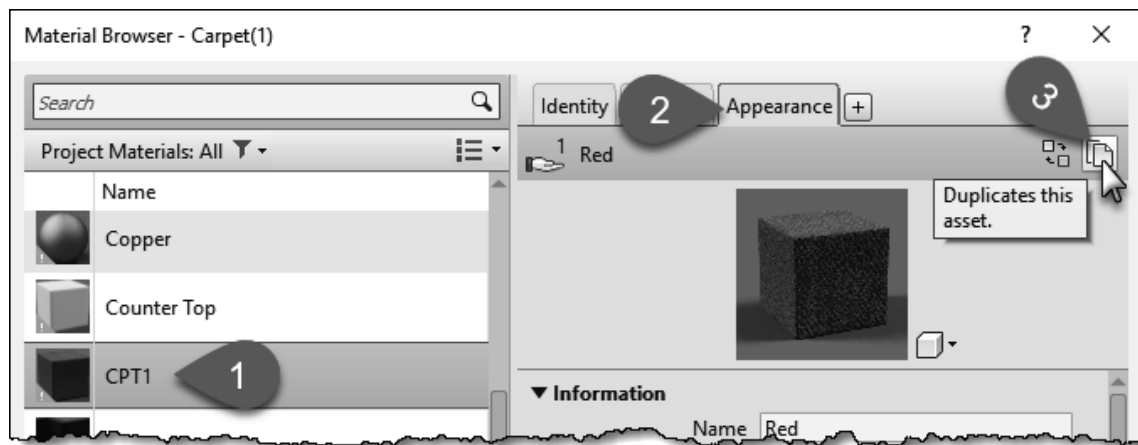 Material Browser - Carpet(1)
?
Search
Project Materials: All
Name
Copper
Counter Top
CPT1
1
Identity
2
Appearance
+
3
1
Red
Duplicates this
asset.
Information
Name Red